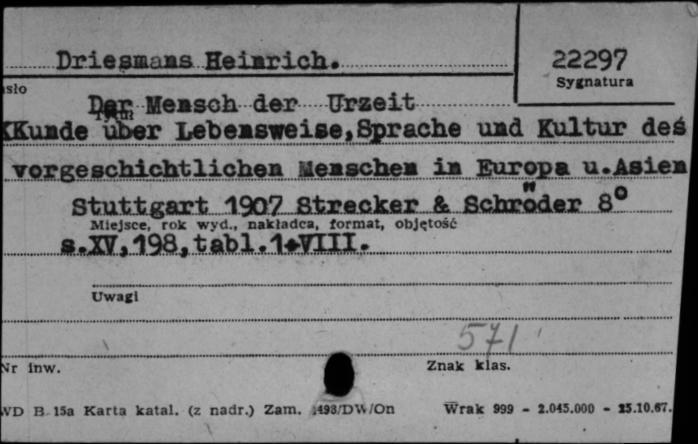 Driesmans Heinrich.
22297
Sygnatura
Der Mensch der Urzeit
Kunde über Lebensweise, Sprache und Kultur des
vorgeschichtlichen Menschen in Europa u.Asien
Stuttgart 1907 Strecker & Schröder 8°
Miejsce, rok wyd., nakładca, format, objętość
s.XV,198,tabl.1+VIII.
Uwagi
571
Nr inw.
Znak klas.
WD B-15a Karta katal. (z nadr.) Zam. 1498/DW/On Wrak 999 - 2.045.000 - 25.10.67.